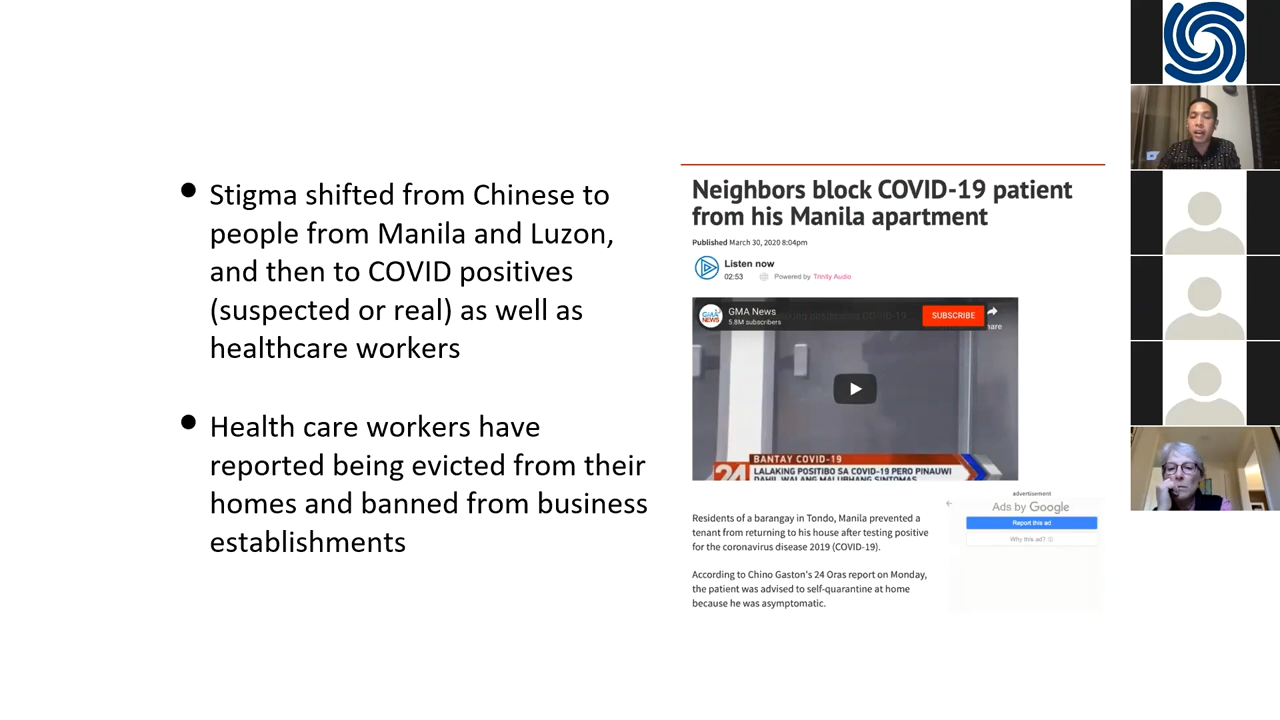 • Stigma shifted from Chinese to
people from Manila and Luzon,
and then to COVID positives
(suspected or real) as well as
healthcare workers
• Health care workers have
reported being evicted from their
homes and banned from business
establishments
Neighbors block COVID-19 patient
from his Manila apartment
Published March 30, 2020 8:04pm
Listen now
02:53 Powered by Trinity Audio
GMA News
5.8M subscribers
SUBSCRIBE
hare
BANTAY COVID-19
24 LALAKING POSITIBO SA COVID-19 PERO PINAUWI
DAHIL WALANG MALUBHANG SINTOMAS
advertisement
Ads by Google
Report this ad
Why this ad?
Residents of a barangay in Tondo, Manila prevented a
tenant from returning to his house after testing positive
for the coronavirus disease 2019 (COVID-19).
According to Chino Gaston's 24 Oras report on Monday,
the patient was advised to self-quarantine at home
because he was asymptomatic.